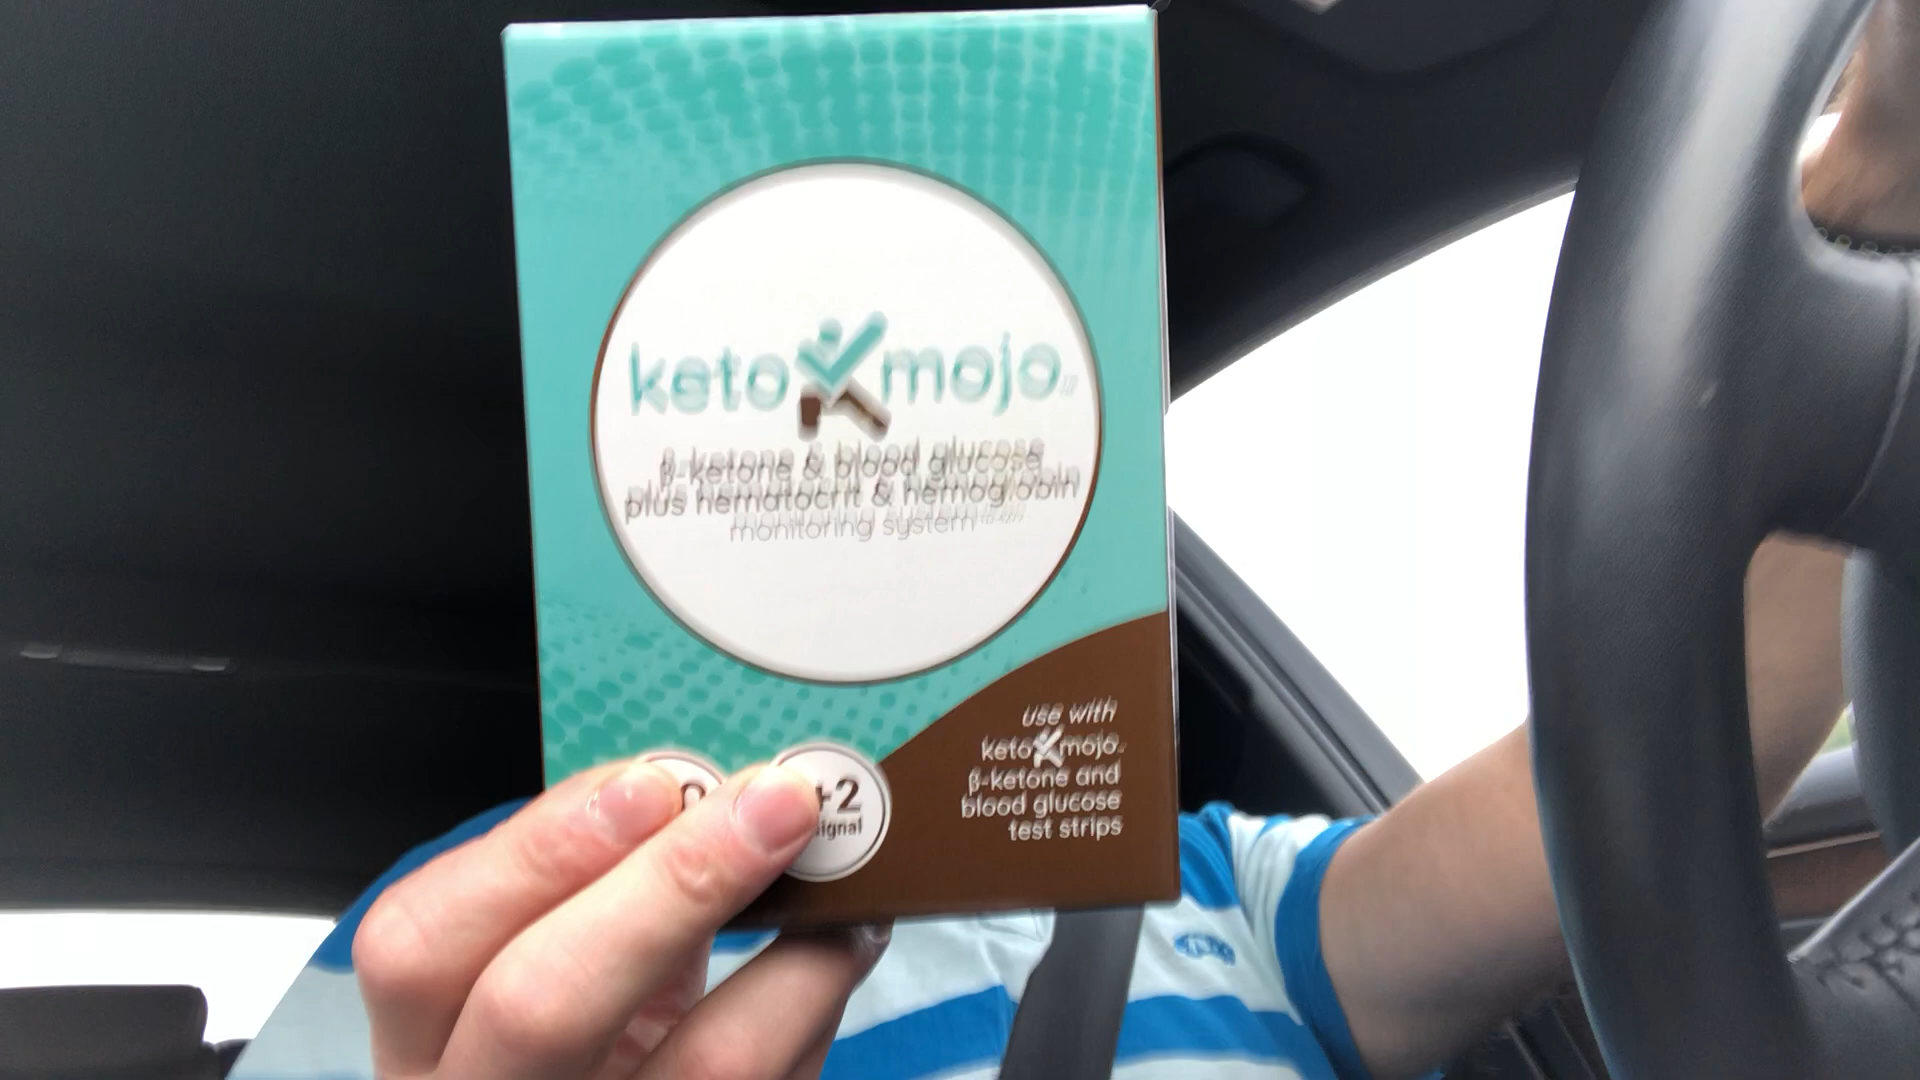 keto mojo
β-ketone & blood glucose
plus hematocrit & hemoglobin
monitoring system
+2
use with
keto mojo
β-ketone and
blood glucose
test strips